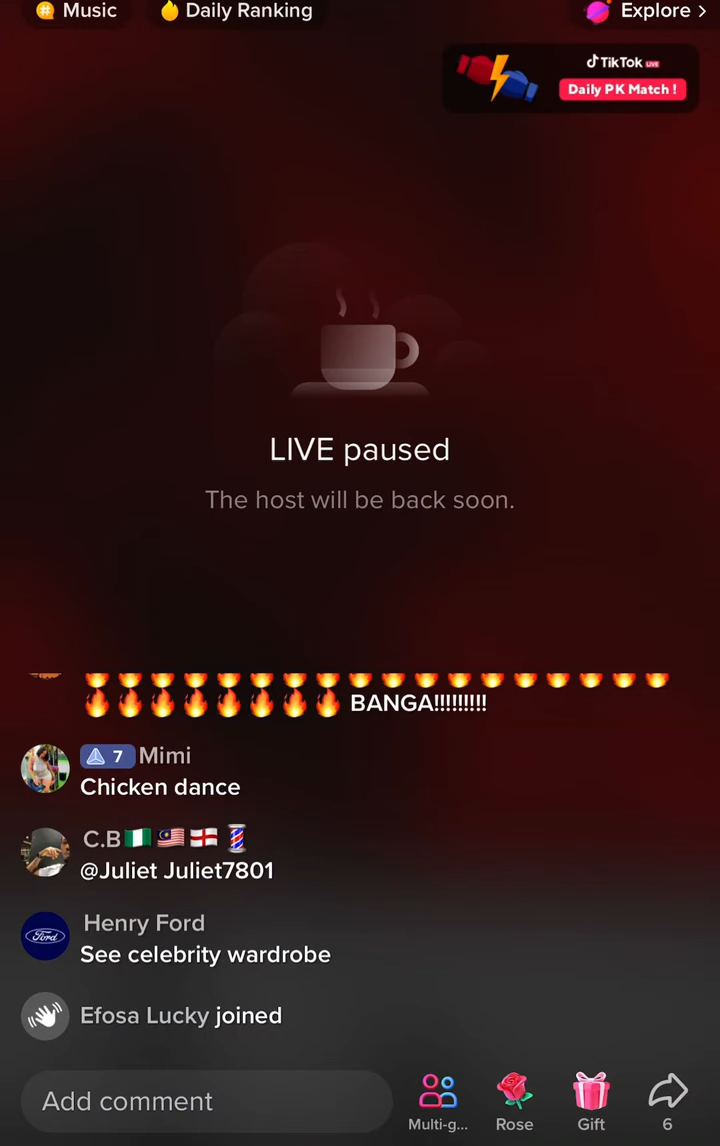 Music
Daily Ranking
Explore >
TikTok LIVE
Daily PK Match !
LIVE paused
The host will be back soon.
🔥🔥🔥🔥🔥🔥🔥🔥🔥🔥🔥🔥🔥🔥🔥🔥🔥🔥
🔥🔥🔥🔥🔥🔥🔥🔥 BANGA!!!!!!!!!
7 Mimi
Chicken dance
C.B🇳🇬🇲🇾🏴󠁧󠁢󠁥󠁮󠁧󠁿💈
@Juliet Juliet7801
Ford
Henry Ford
See celebrity wardrobe
Efosa Lucky joined
Add comment
Multi-g...
Rose
Gift
6